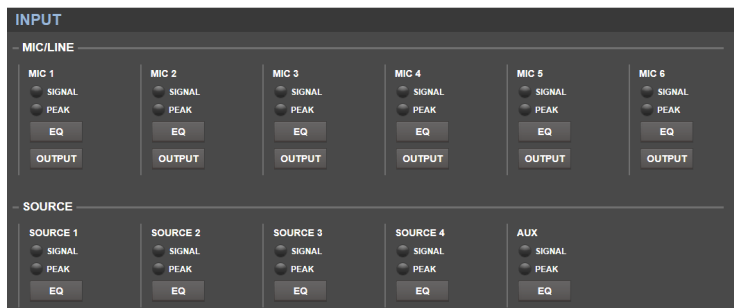 INPUT
MIC/LINE
MIC 1 MIC 2 MIC 3 MIC 4 MIC 5 MIC 6
SIGNAL SIGNAL SIGNAL SIGNAL SIGNAL SIGNAL
PEAK PEAK PEAK PEAK PEAK PEAK
EQ EQ EQ EQ EQ EQ
OUTPUT OUTPUT OUTPUT OUTPUT OUTPUT OUTPUT
SOURCE
SOURCE 1 SOURCE 2 SOURCE 3 SOURCE 4 AUX
SIGNAL SIGNAL SIGNAL SIGNAL SIGNAL
PEAK PEAK PEAK PEAK PEAK
EQ EQ EQ EQ EQ